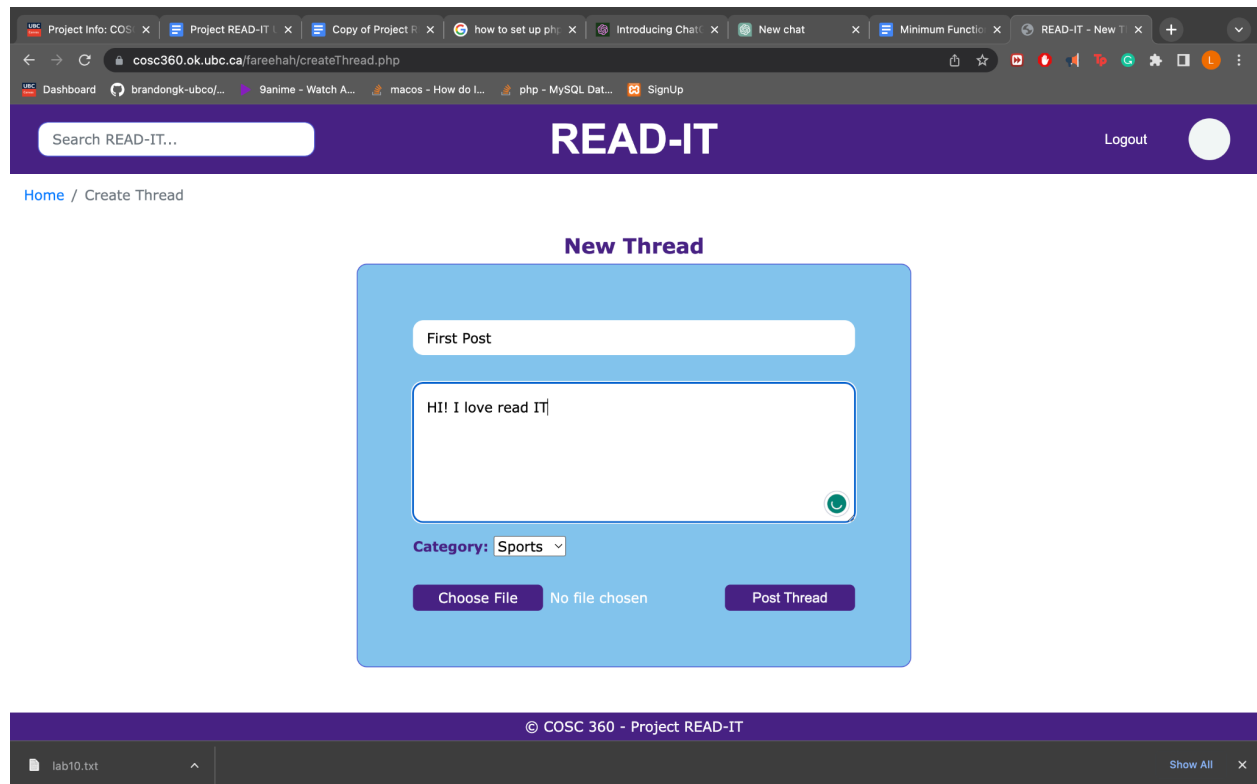 Project Info: COS
Project READ-IT
Copy of Project R
how to set up php
Introducing Chat
New chat
Minimum Functio
READ-IT - New T
cosc360.ok.ubc.ca/fareehah/createThread.php
Dashboard
brandongk-ubco/...
9anime - Watch A...
macos - How do I...
php - MySQL Dat...
SignUp
Search READ-IT...
READ-IT
Logout
Home / Create Thread
New Thread
First Post
HI! I love read IT
Category: Sports
Choose File No file chosen
Post Thread
© COSC 360 - Project READ-IT
lab10.txt
Show All